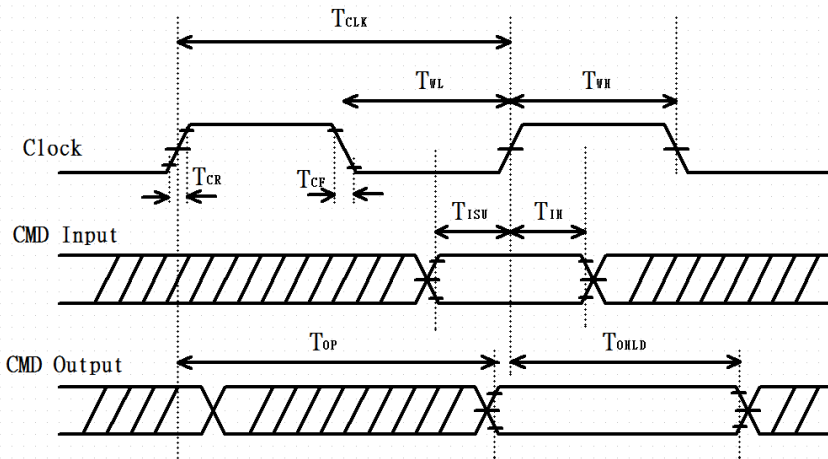 TCLK
TWL TWH
Clock
TCR TCF
TISU TIH
CMD Input
TOP TOHLD
CMD Output